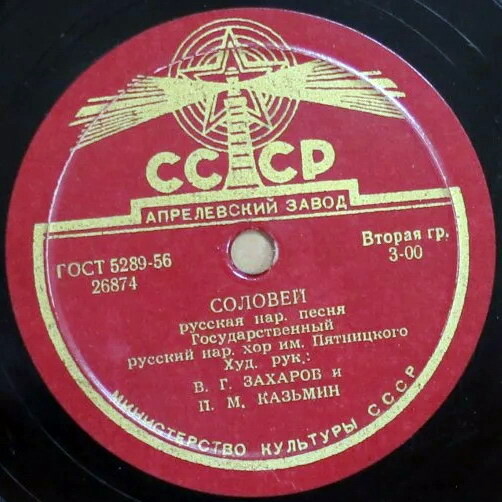 СССР
АПРЕЛЕВСКИЙ ЗАВОД
ГОСТ 5289-56
26874
Вторая гр.
3-00
СОЛОВЕЙ
русская нар. песня
Государственный
русский нар. хор им. Пятницкого
Худ. рук.:
В. Г. ЗАХАРОВ и
П. М. КАЗЬМИН
МИНИСТЕРСТВО КУЛЬТУРЫ СССР